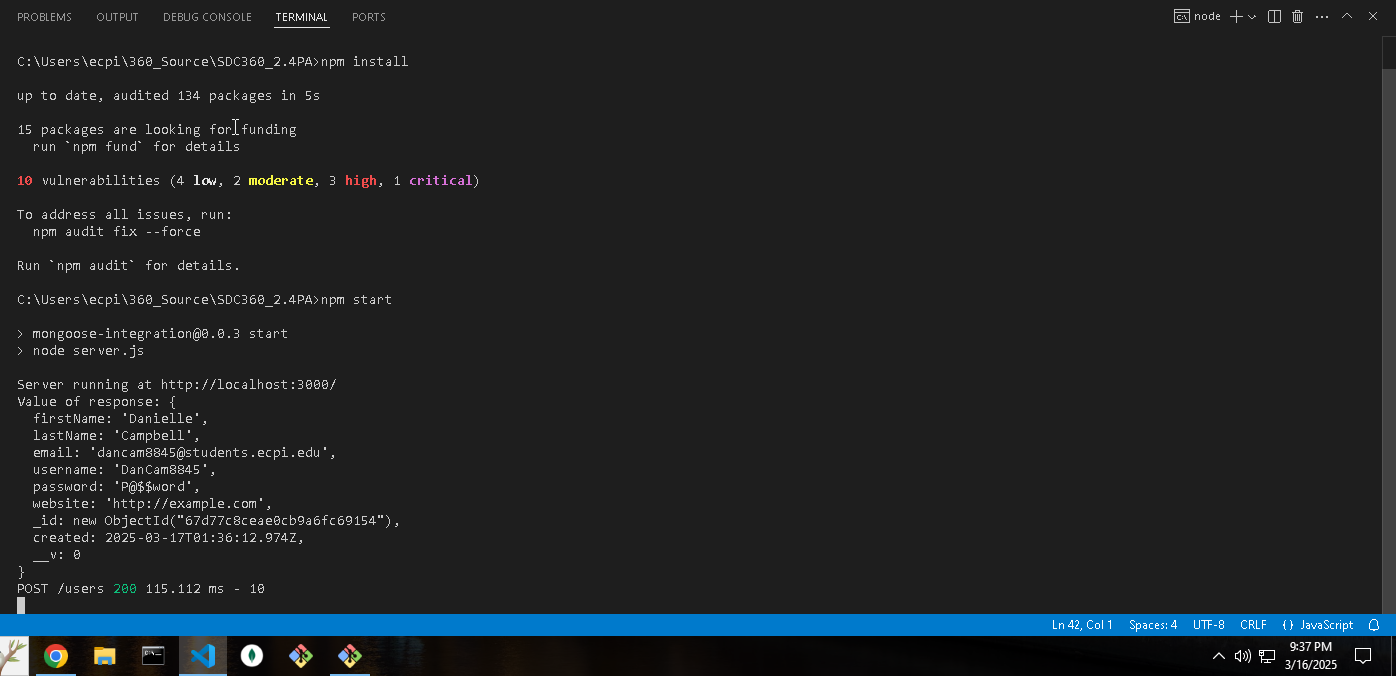 PROBLEMS OUTPUT DEBUG CONSOLE TERMINAL PORTS node
C:\Users\ecpi\360_Source\SDC360_2.4PA>npm install
up to date, audited 134 packages in 5s
15 packages are looking for funding
run `npm fund` for details
10 vulnerabilities (4 low, 2 moderate, 3 high, 1 critical)
To address all issues, run:
npm audit fix --force
Run `npm audit` for details.
C:\Users\ecpi\360_Source\SDC360_2.4PA>npm start
> mongoose-integration@0.0.3 start
> node server.js
Server running at http://localhost:3000/
Value of response: {
firstName: 'Danielle',
lastName: 'Campbell',
email: 'dancam8845@students.ecpi.edu',
username: 'DanCam8845',
password: 'P@$$word',
website: 'http://example.com',
_id: new ObjectId("67d77c8ceae0cb9a6fc69154"),
created: 2025-03-17T01:36:12.974Z,
__v: 0
}
POST /users 200 115.112 ms - 10
Ln 42, Col 1 Spaces: 4 UTF-8 CRLF {} JavaScript
9:37 PM
3/16/2025